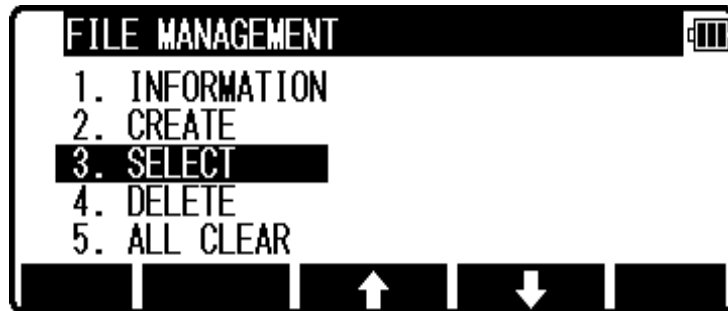 FILE MANAGEMENT
1. INFORMATION
2. CREATE
3. SELECT
4. DELETE
5. ALL CLEAR